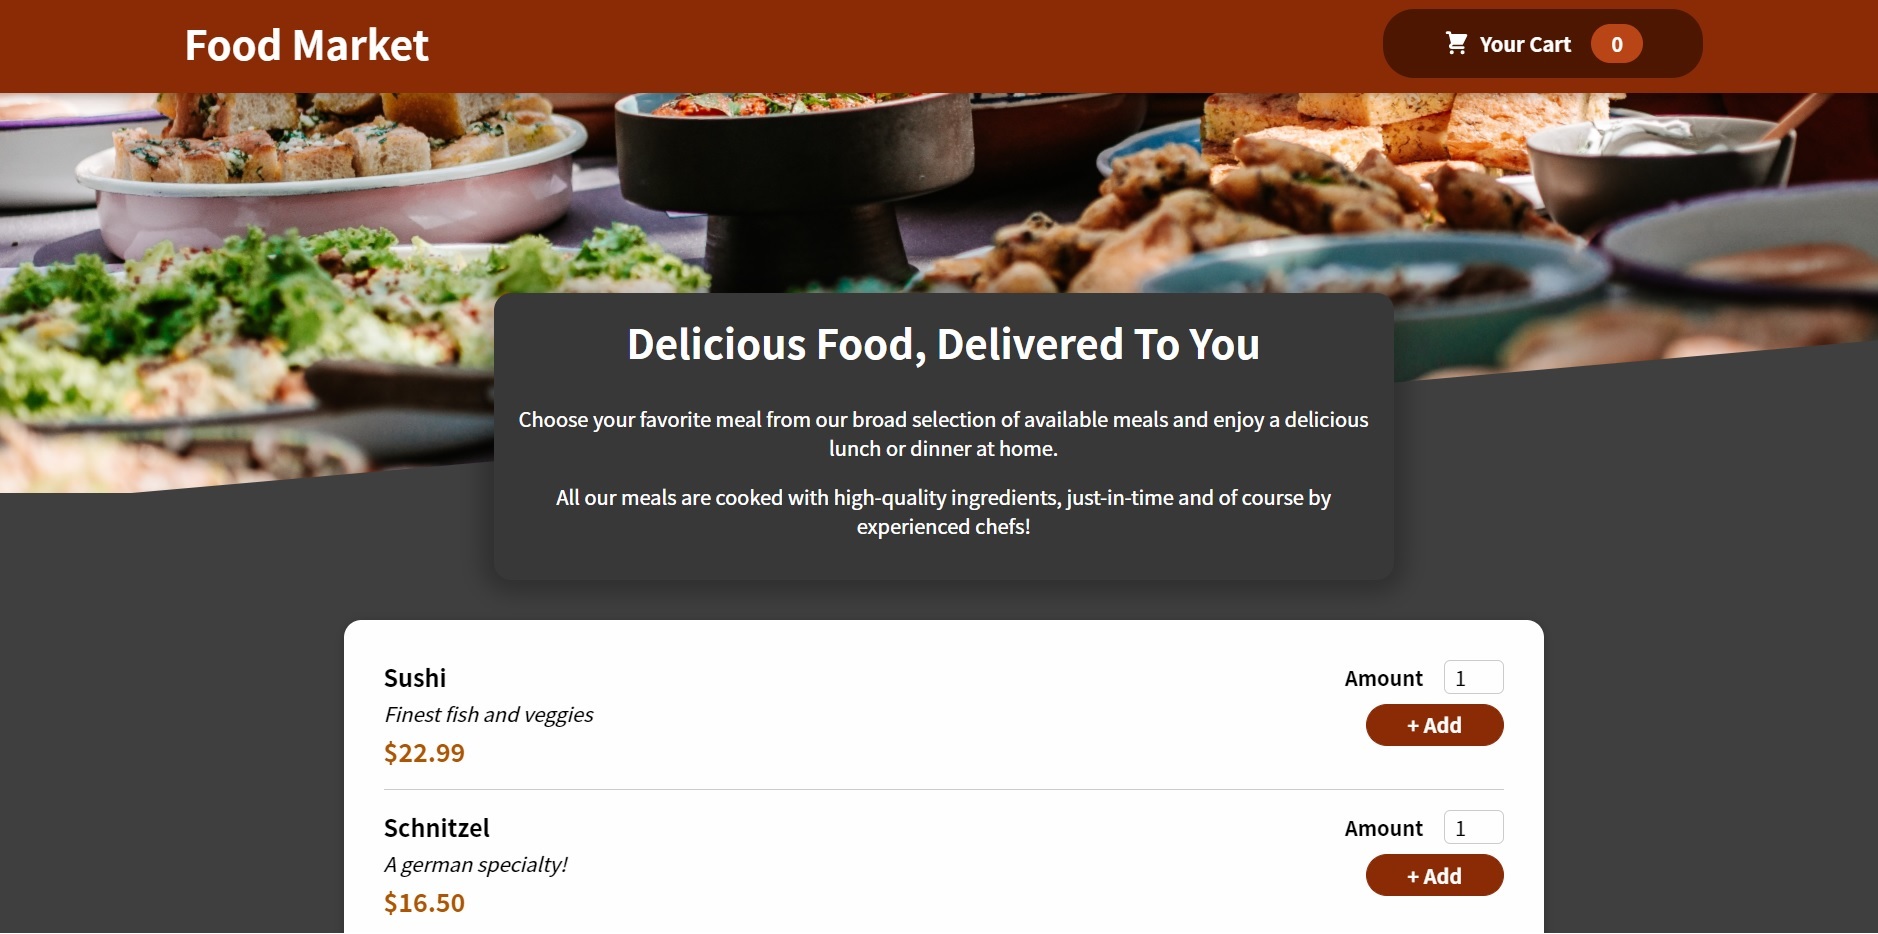 Food Market
Your Cart 0
Delicious Food, Delivered To You
Choose your favorite meal from our broad selection of available meals and enjoy a delicious
lunch or dinner at home.
All our meals are cooked with high-quality ingredients, just-in-time and of course by
experienced chefs!
Sushi
Finest fish and veggies
$22.99
Amount 1
+ Add
Schnitzel
A german specialty!
$16.50
Amount 1
+ Add